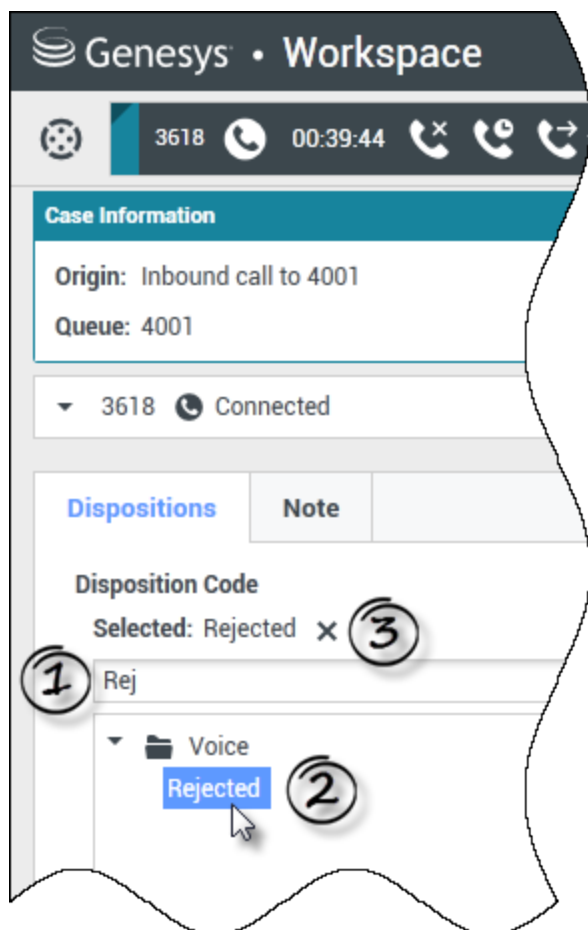 Genesys • Workspace
3618 00:39:44
Case Information
Origin: Inbound call to 4001
Queue: 4001
3618 Connected
Dispositions Note
Disposition Code
Selected: Rejected × 3
1 Rej
Voice
Rejected 2